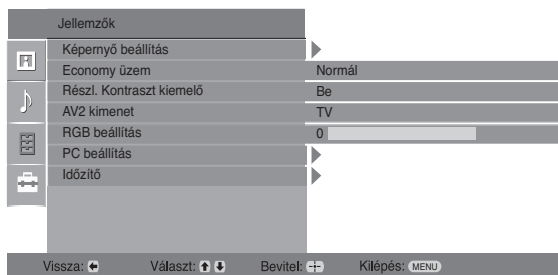 Jellemzők
Képernyő beállítás
Economy üzem Normál
Részl. Kontraszt kiemelő Be
AV2 kimenet TV
RGB beállítás 0
PC beállítás
Időzítő
Vissza: Választ: Bevitel: Kilépés: MENU